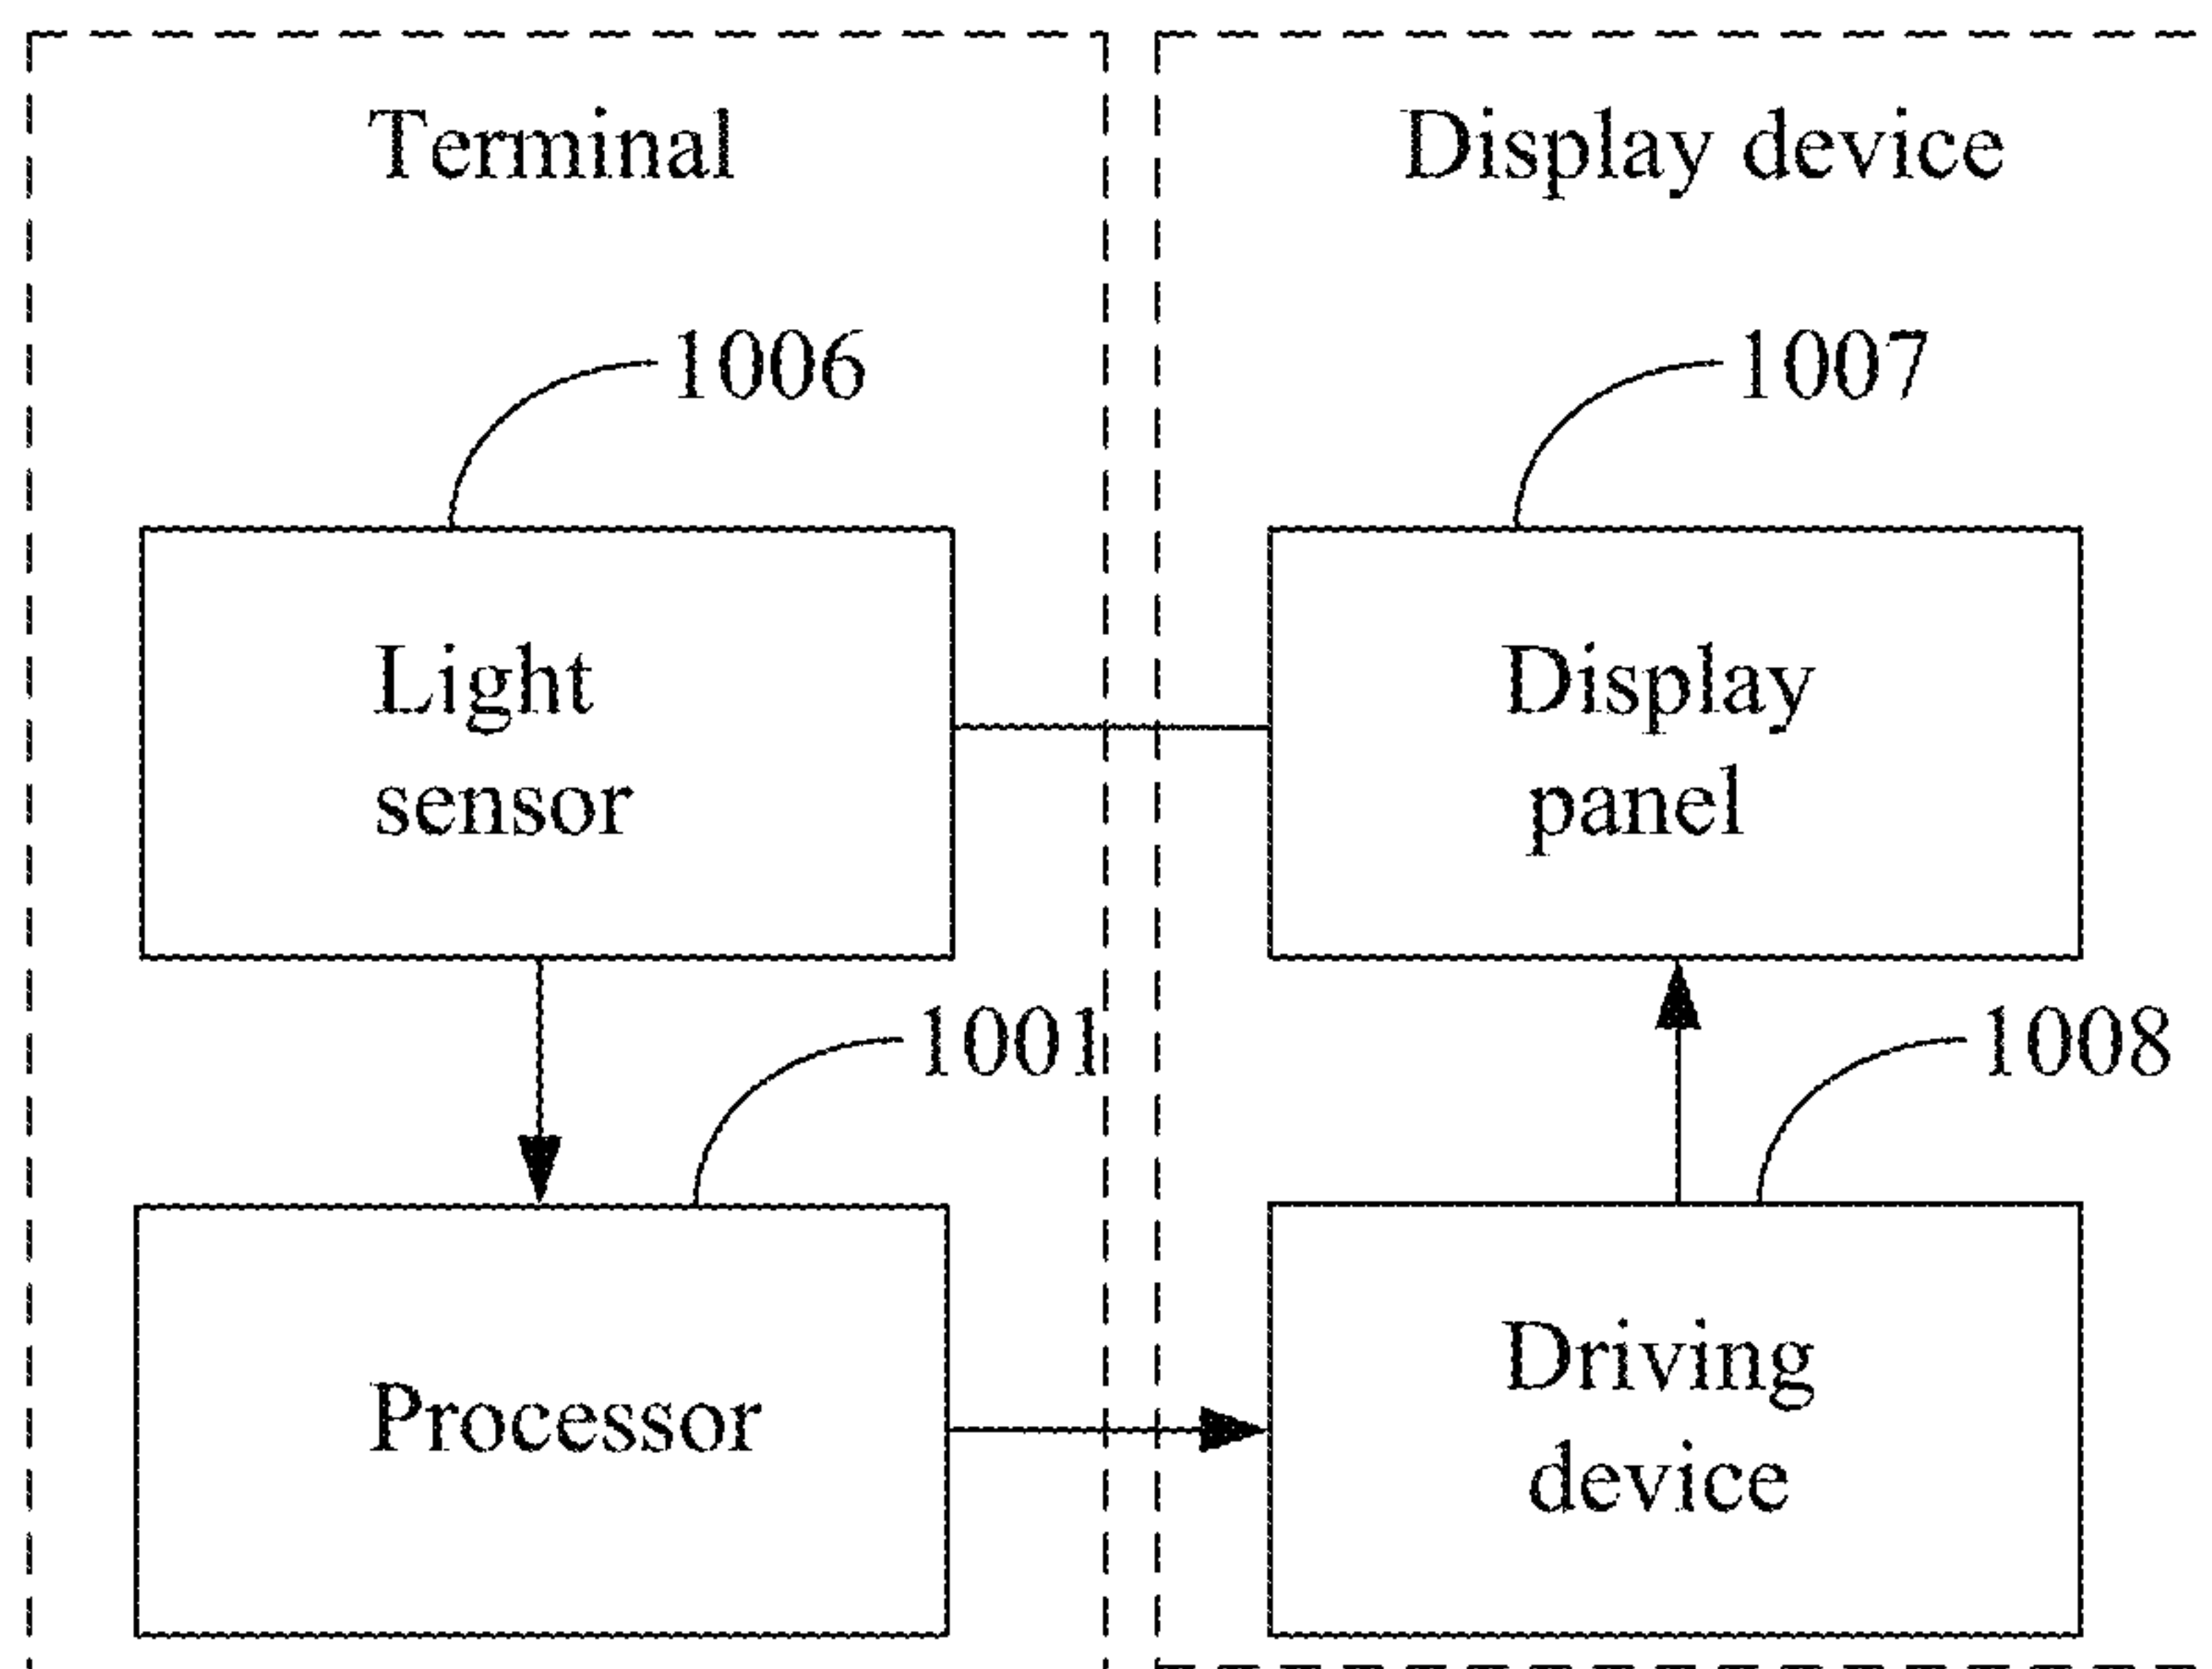 Terminal
Display device
1006
1007
Light
sensor
Display
panel
1001
1008
Processor
Driving
device